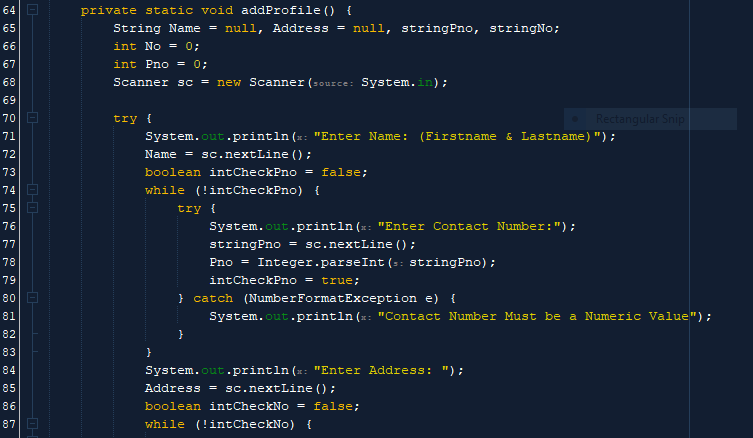 64 private static void addProfile() {
65 String Name = null, Address = null, stringPno, stringNo;
66 int No = 0;
67 int Pno = 0;
68 Scanner sc = new Scanner(source: System.in);
69
70 try {
Rectangular Snip
71 System.out.println(x: "Enter Name: (Firstname & Lastname)");
72 Name = sc.nextLine();
73 boolean intCheckPno = false;
74 while (!intCheckPno) {
75 try {
76 System.out.println(x: "Enter Contact Number:");
77 stringPno = sc.nextLine();
78 Pno = Integer.parseInt(s: stringPno);
79 intCheckPno = true;
80 } catch (NumberFormatException e) {
81 System.out.println(x: "Contact Number Must be a Numeric Value");
82 }
83 }
84 System.out.println(x: "Enter Address: ");
85 Address = sc.nextLine();
86 boolean intCheckNo = false;
87 while (!intCheckNo) {